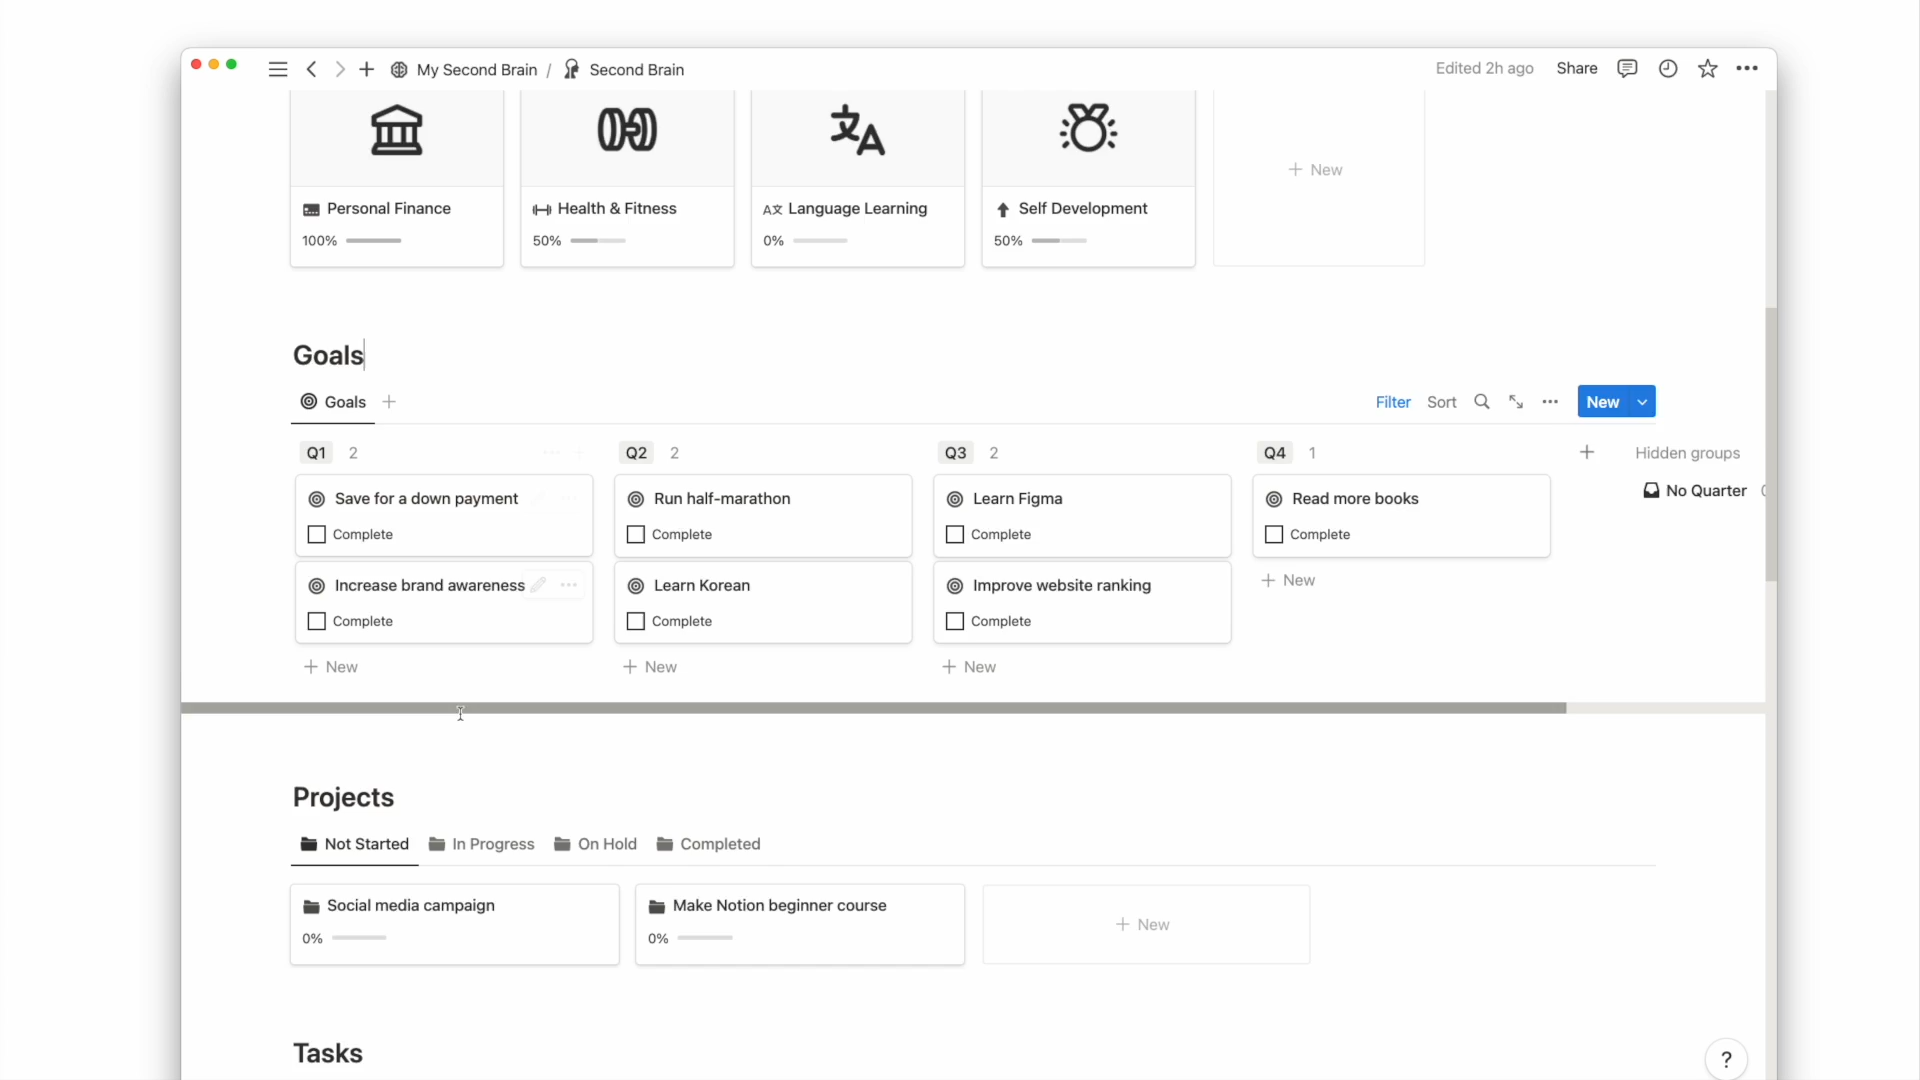 My Second Brain / Second Brain
Edited 2h ago Share
Personal Finance
100%
Health & Fitness
50%
Language Learning
0%
Self Development
50%
+ New
Goals
Goals +
Filter Sort New
Q1 2
Q2 2
Q3 2
Q4 1
+ Hidden groups
Save for a down payment
Complete
Increase brand awareness
Complete
+ New
Run half-marathon
Complete
Learn Korean
Complete
+ New
Learn Figma
Complete
Improve website ranking
Complete
+ New
Read more books
Complete
+ New
No Quarter
Projects
Not Started In Progress On Hold Completed
Social media campaign
0%
Make Notion beginner course
0%
+ New
Tasks
?